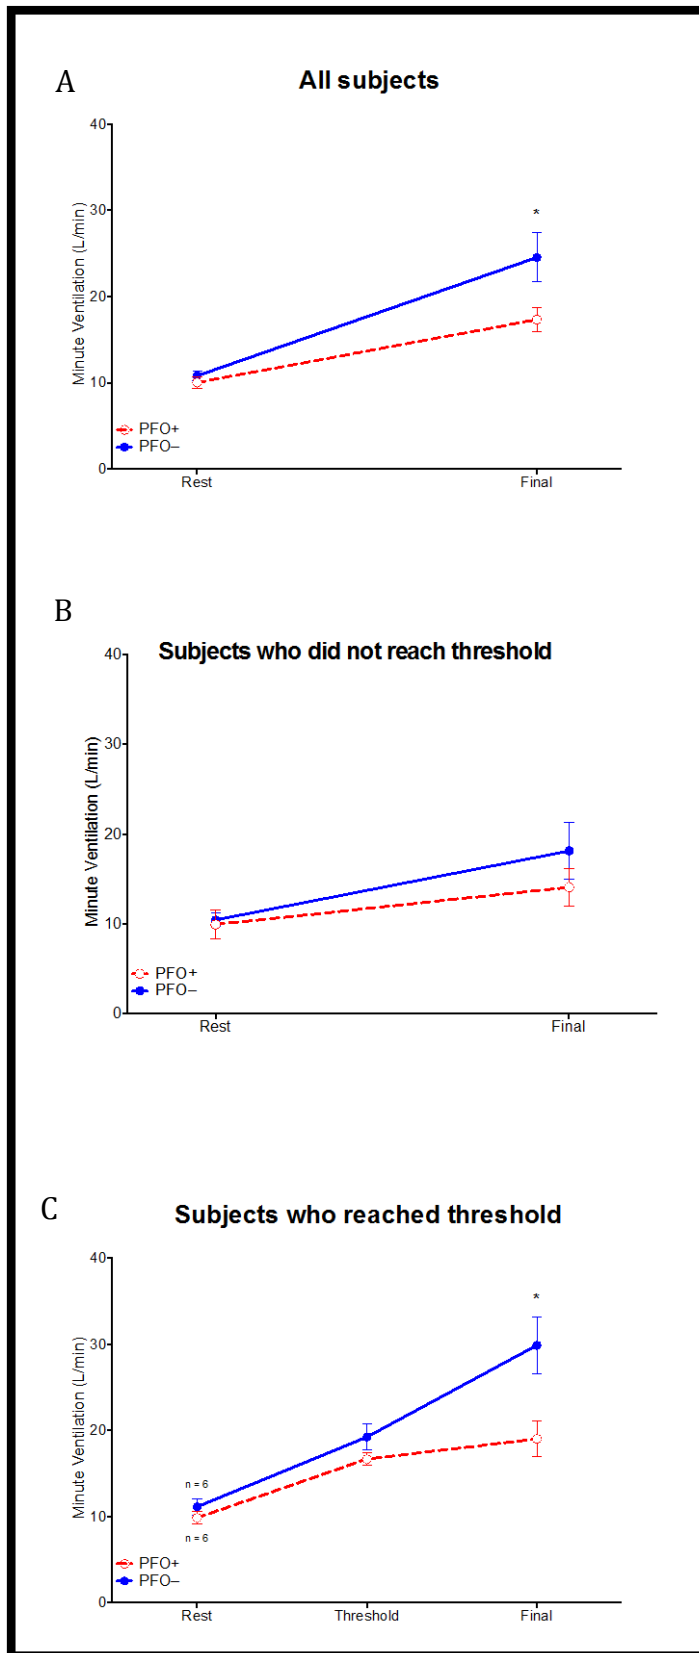 A
All subjects
40
30
20
10
0
Minute Ventilation (L/min)
*
PFO+
PFO–
Rest
Final
B
Subjects who did not reach threshold
40
30
20
10
0
Minute Ventilation (L/min)
PFO+
PFO–
Rest
Final
C
Subjects who reached threshold
40
30
20
10
0
Minute Ventilation (L/min)
*
n = 6
n = 6
PFO+
PFO–
Rest
Threshold
Final